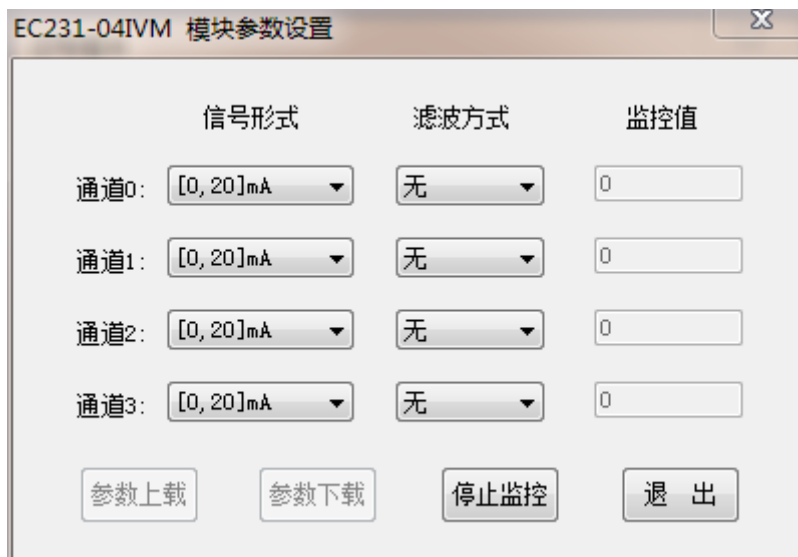 EC231-04IVM 模块参数设置
信号形式 滤波方式 监控值
通道0: [0,20]mA 无 0
通道1: [0,20]mA 无 0
通道2: [0,20]mA 无 0
通道3: [0,20]mA 无 0
参数上载 参数下载 停止监控 退 出